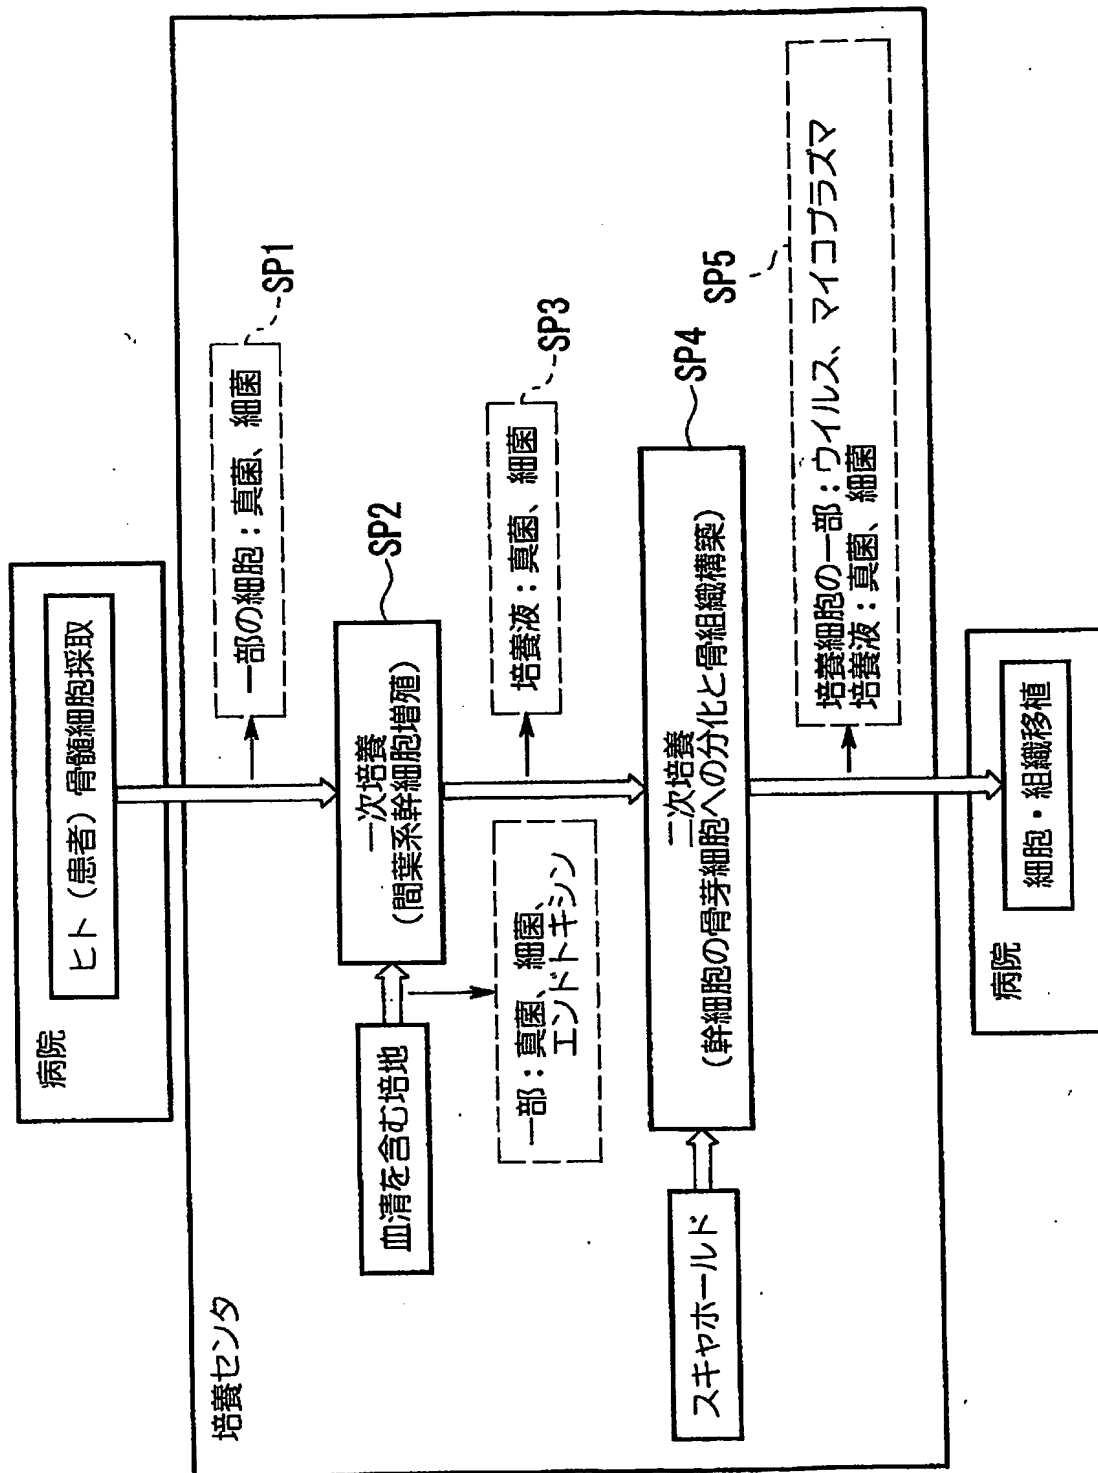 病院
ヒト（患者）骨髄細胞採取
培養センタ
一部の細胞：真菌、細菌
SP1
血清を含む培地
一次培養
（間葉系幹細胞増殖）
SP2
一部：真菌、細菌、
エンドトキシン
培養液：真菌、細菌
SP3
スキャホールド
二次培養
（幹細胞の骨芽細胞への分化と骨組織構築）
SP4
培養細胞の一部：ウイルス、マイコプラズマ
培養液：真菌、細菌
SP5
病院
細胞・組織移植